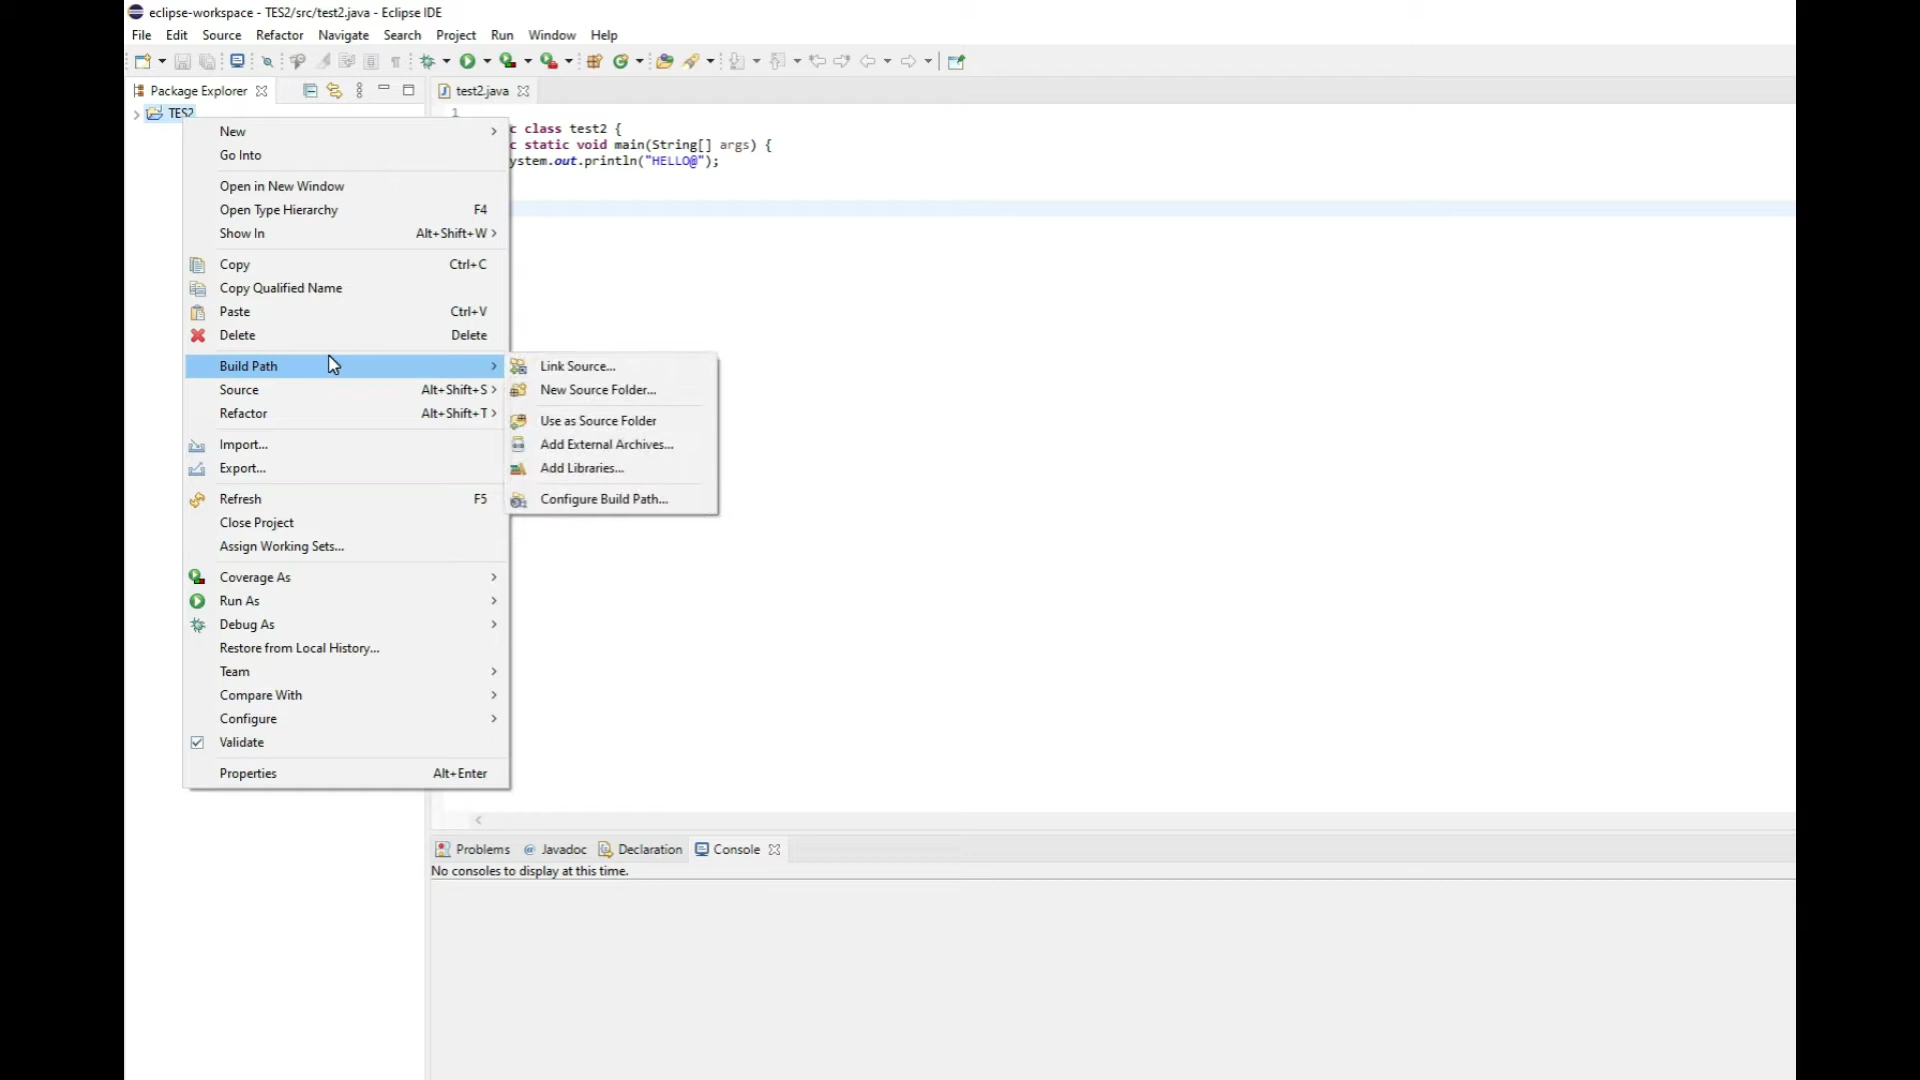 eclipse-workspace - TES2/src/test2.java - Eclipse IDE
File Edit Source Refactor Navigate Search Project Run Window Help
Package Explorer
test2.java
TES2
1
c class test2 {
c static void main(String[] args) {
ystem.out.println("HELLO@");
New
Go Into
Open in New Window
Open Type Hierarchy F4
Show In Alt+Shift+W
Copy Ctrl+C
Copy Qualified Name
Paste Ctrl+V
Delete Delete
Build Path
Source Alt+Shift+S
Refactor Alt+Shift+T
Import...
Export...
Refresh F5
Close Project
Assign Working Sets...
Coverage As
Run As
Debug As
Restore from Local History...
Team
Compare With
Configure
Validate
Properties Alt+Enter
Link Source...
New Source Folder...
Use as Source Folder
Add External Archives...
Add Libraries...
Configure Build Path...
Problems @ Javadoc Declaration Console
No consoles to display at this time.